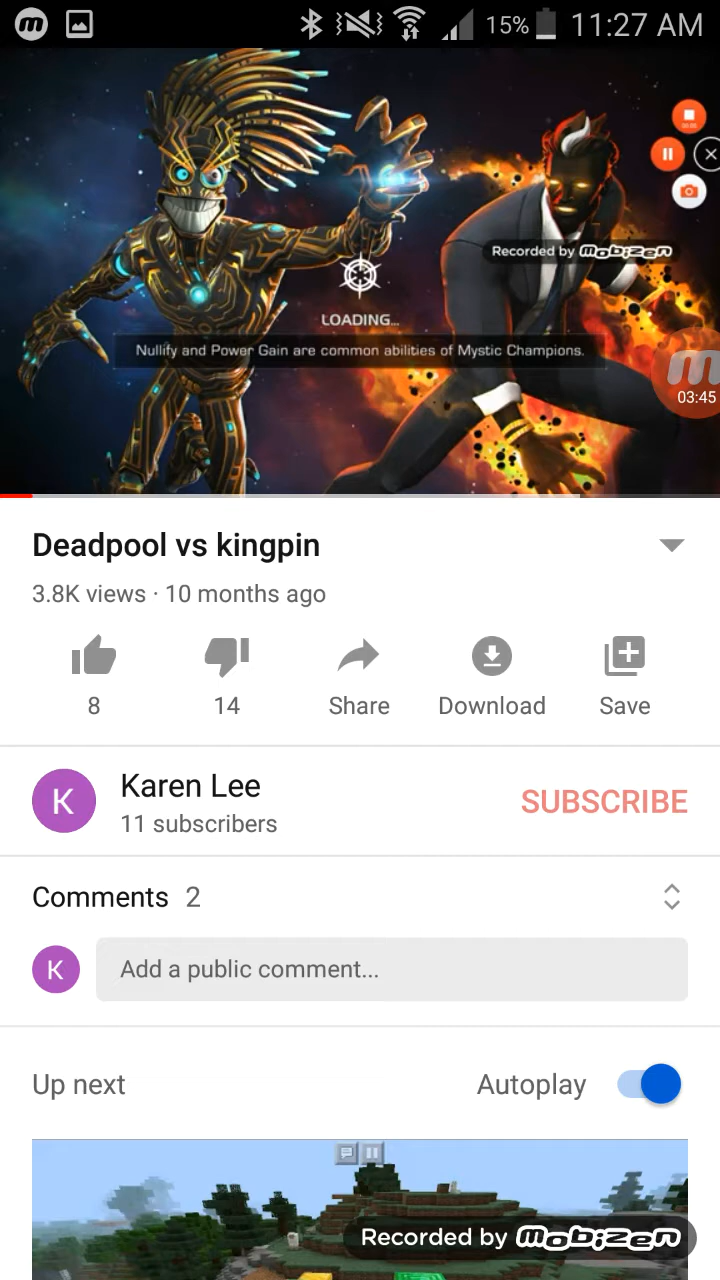 15% 11:27 AM
00:05
Recorded by mobizen
LOADING...
Nullify and Power Gain are common abilities of Mystic Champions.
03:45
Deadpool vs kingpin
3.8K views · 10 months ago
8 14 Share Download Save
K Karen Lee
11 subscribers
SUBSCRIBE
Comments 2
K Add a public comment...
Up next Autoplay
Recorded by mobizen